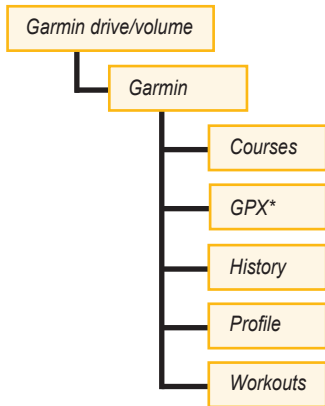 Garmin drive/volume
Garmin
Courses
GPX*
History
Profile
Workouts